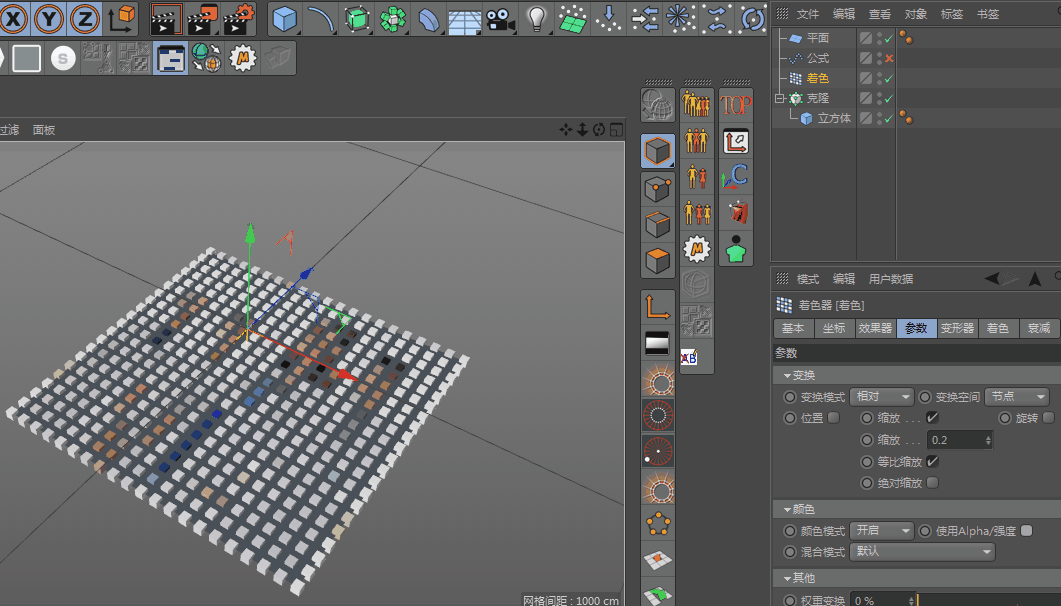 X Y Z
S
M
过滤 面板
TOP
C
M
AB
文件 编辑 查看 对象 标签 书签
平面
公式
着色
克隆
立方体
模式 编辑 用户数据
着色器 [着色]
基本 坐标 效果器 参数 变形器 着色 衰减
参数
变换
变换模式 相对 变换空间 节点
位置 缩放 . . . 旋转
缩放 . . . 0.2
等比缩放
绝对缩放
颜色
颜色模式 开启 使用Alpha/强度
混合模式 默认
其他
权重变换 0 %
网格间距 : 1000 cm